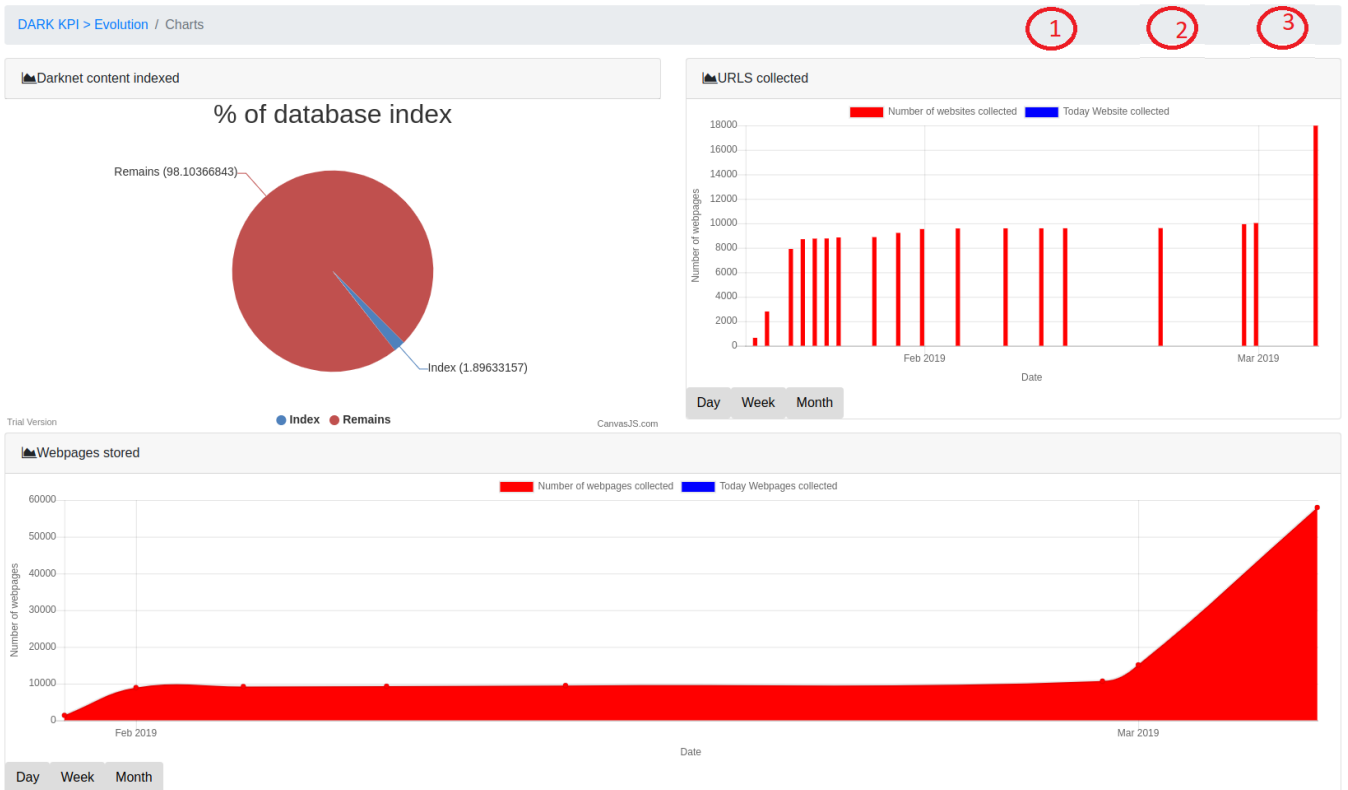 DARK KPI > Evolution / Charts
1 2 3
Darknet content indexed
% of database index
Remains (98.10366843)
Index (1.89633157)
Index Remains
Trial Version
CanvasJS.com
URLS collected
Number of websites collected Today Website collected
Number of webpages
18000
16000
14000
12000
10000
8000
6000
4000
2000
0
Feb 2019 Mar 2019
Date
Day Week Month
Webpages stored
Number of webpages collected Today Webpages collected
Number of webpages
60000
50000
40000
30000
20000
10000
0
Feb 2019 Mar 2019
Date
Day Week Month